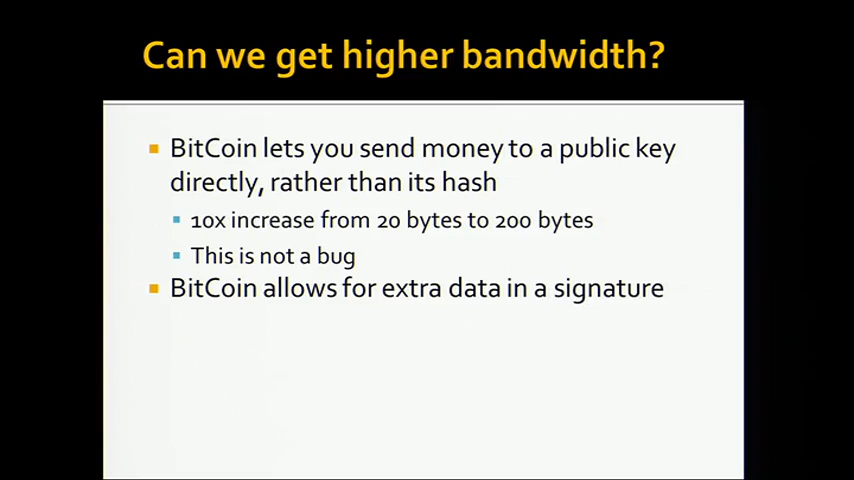 Can we get higher bandwidth?
BitCoin lets you send money to a public key
directly, rather than its hash
10x increase from 20 bytes to 200 bytes
This is not a bug
BitCoin allows for extra data in a signature